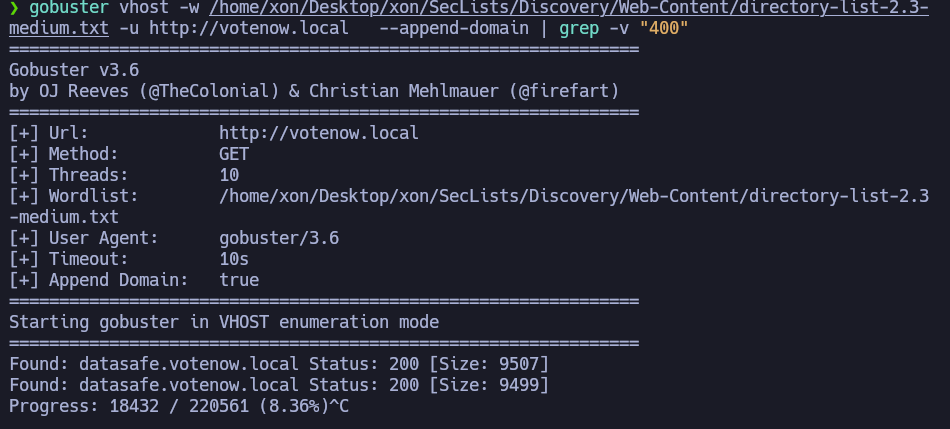 ❯ gobuster vhost -w /home/xon/Desktop/xon/SecLists/Discovery/Web-Content/directory-list-2.3-
medium.txt -u http://votenow.local   --append-domain | grep -v "400"
===============================================================
Gobuster v3.6
by OJ Reeves (@TheColonial) & Christian Mehlmauer (@firefart)
===============================================================
[+] Url:             http://votenow.local
[+] Method:          GET
[+] Threads:         10
[+] Wordlist:        /home/xon/Desktop/xon/SecLists/Discovery/Web-Content/directory-list-2.3
-medium.txt
[+] User Agent:      gobuster/3.6
[+] Timeout:         10s
[+] Append Domain:   true
===============================================================
Starting gobuster in VHOST enumeration mode
===============================================================
Found: datasafe.votenow.local Status: 200 [Size: 9507]
Found: datasafe.votenow.local Status: 200 [Size: 9499]
Progress: 18432 / 220561 (8.36%)^C